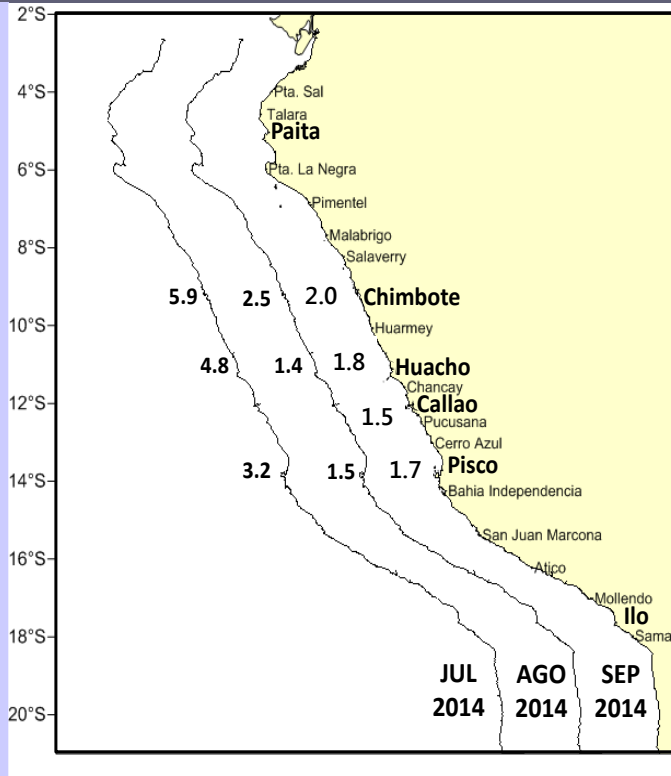 2°S
4°S
Pta. Sal
Talara
Paita
6°S
Pta. La Negra
Pimentel
Malabrigo
8°S
Salaverry
5.9 2.5 2.0 Chimbote
10°S
Huarmey
4.8 1.4 1.8 Huacho
Chancay
12°S
Callao
1.5
Pucusana
Cerro Azul
3.2 1.5 1.7 Pisco
14°S
Bahia Independencia
San Juan Marcona
16°S
Atico
Mollendo
Ilo
18°S
Sama
JUL AGO SEP
2014 2014 2014
20°S